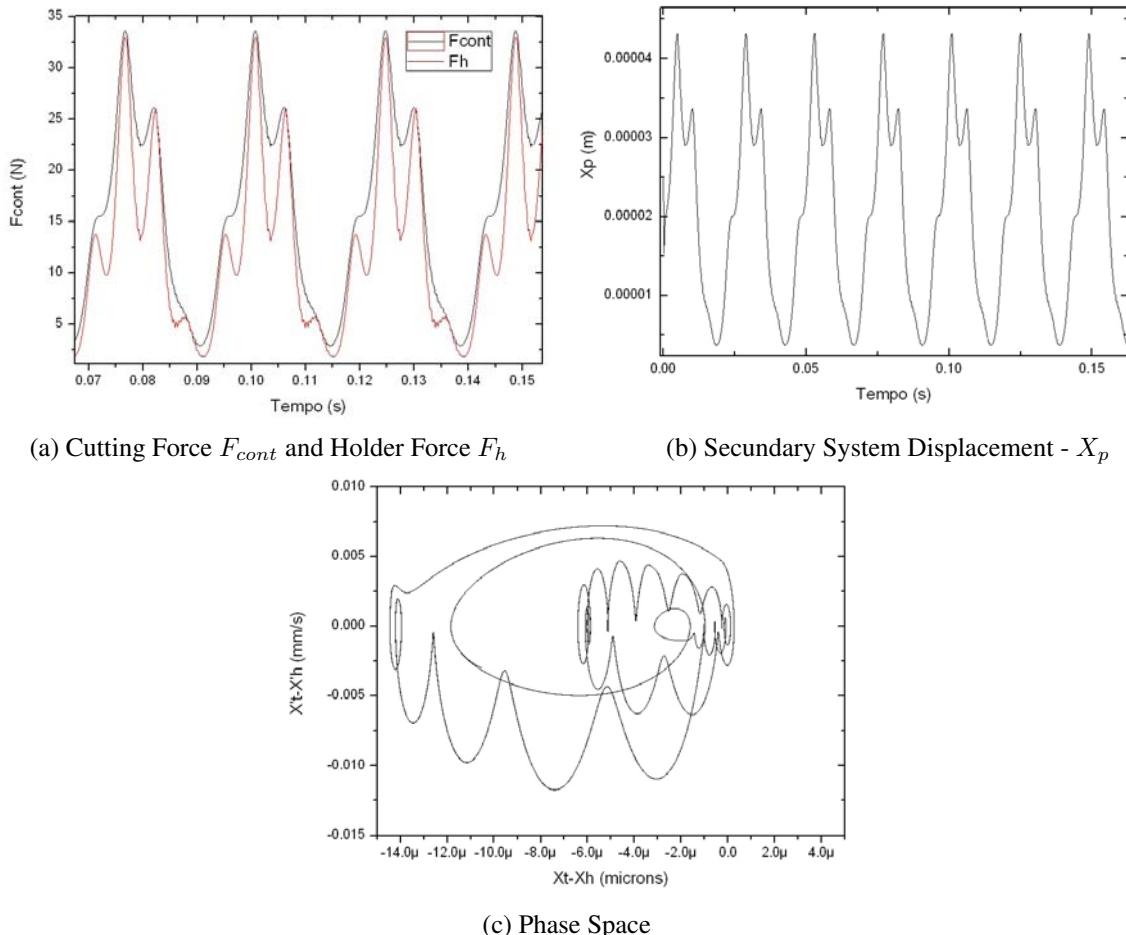 35
30
25
20
15
10
5
Fcont (N)
Fcont
Fh
0.07 0.08 0.09 0.10 0.11 0.12 0.13 0.14 0.15
Tempo (s)
(a) Cutting Force F_cont and Holder Force F_h
0.00004
0.00003
0.00002
0.00001
Xp (m)
0.00 0.05 0.10 0.15
Tempo (s)
(b) Secundary System Displacement - X_p
0.010
0.005
0.000
-0.005
-0.010
-0.015
X't-X'h (mm/s)
-14.0µ -12.0µ -10.0µ -8.0µ -6.0µ -4.0µ -2.0µ 0.0 2.0µ 4.0µ
Xt-Xh (microns)
(c) Phase Space